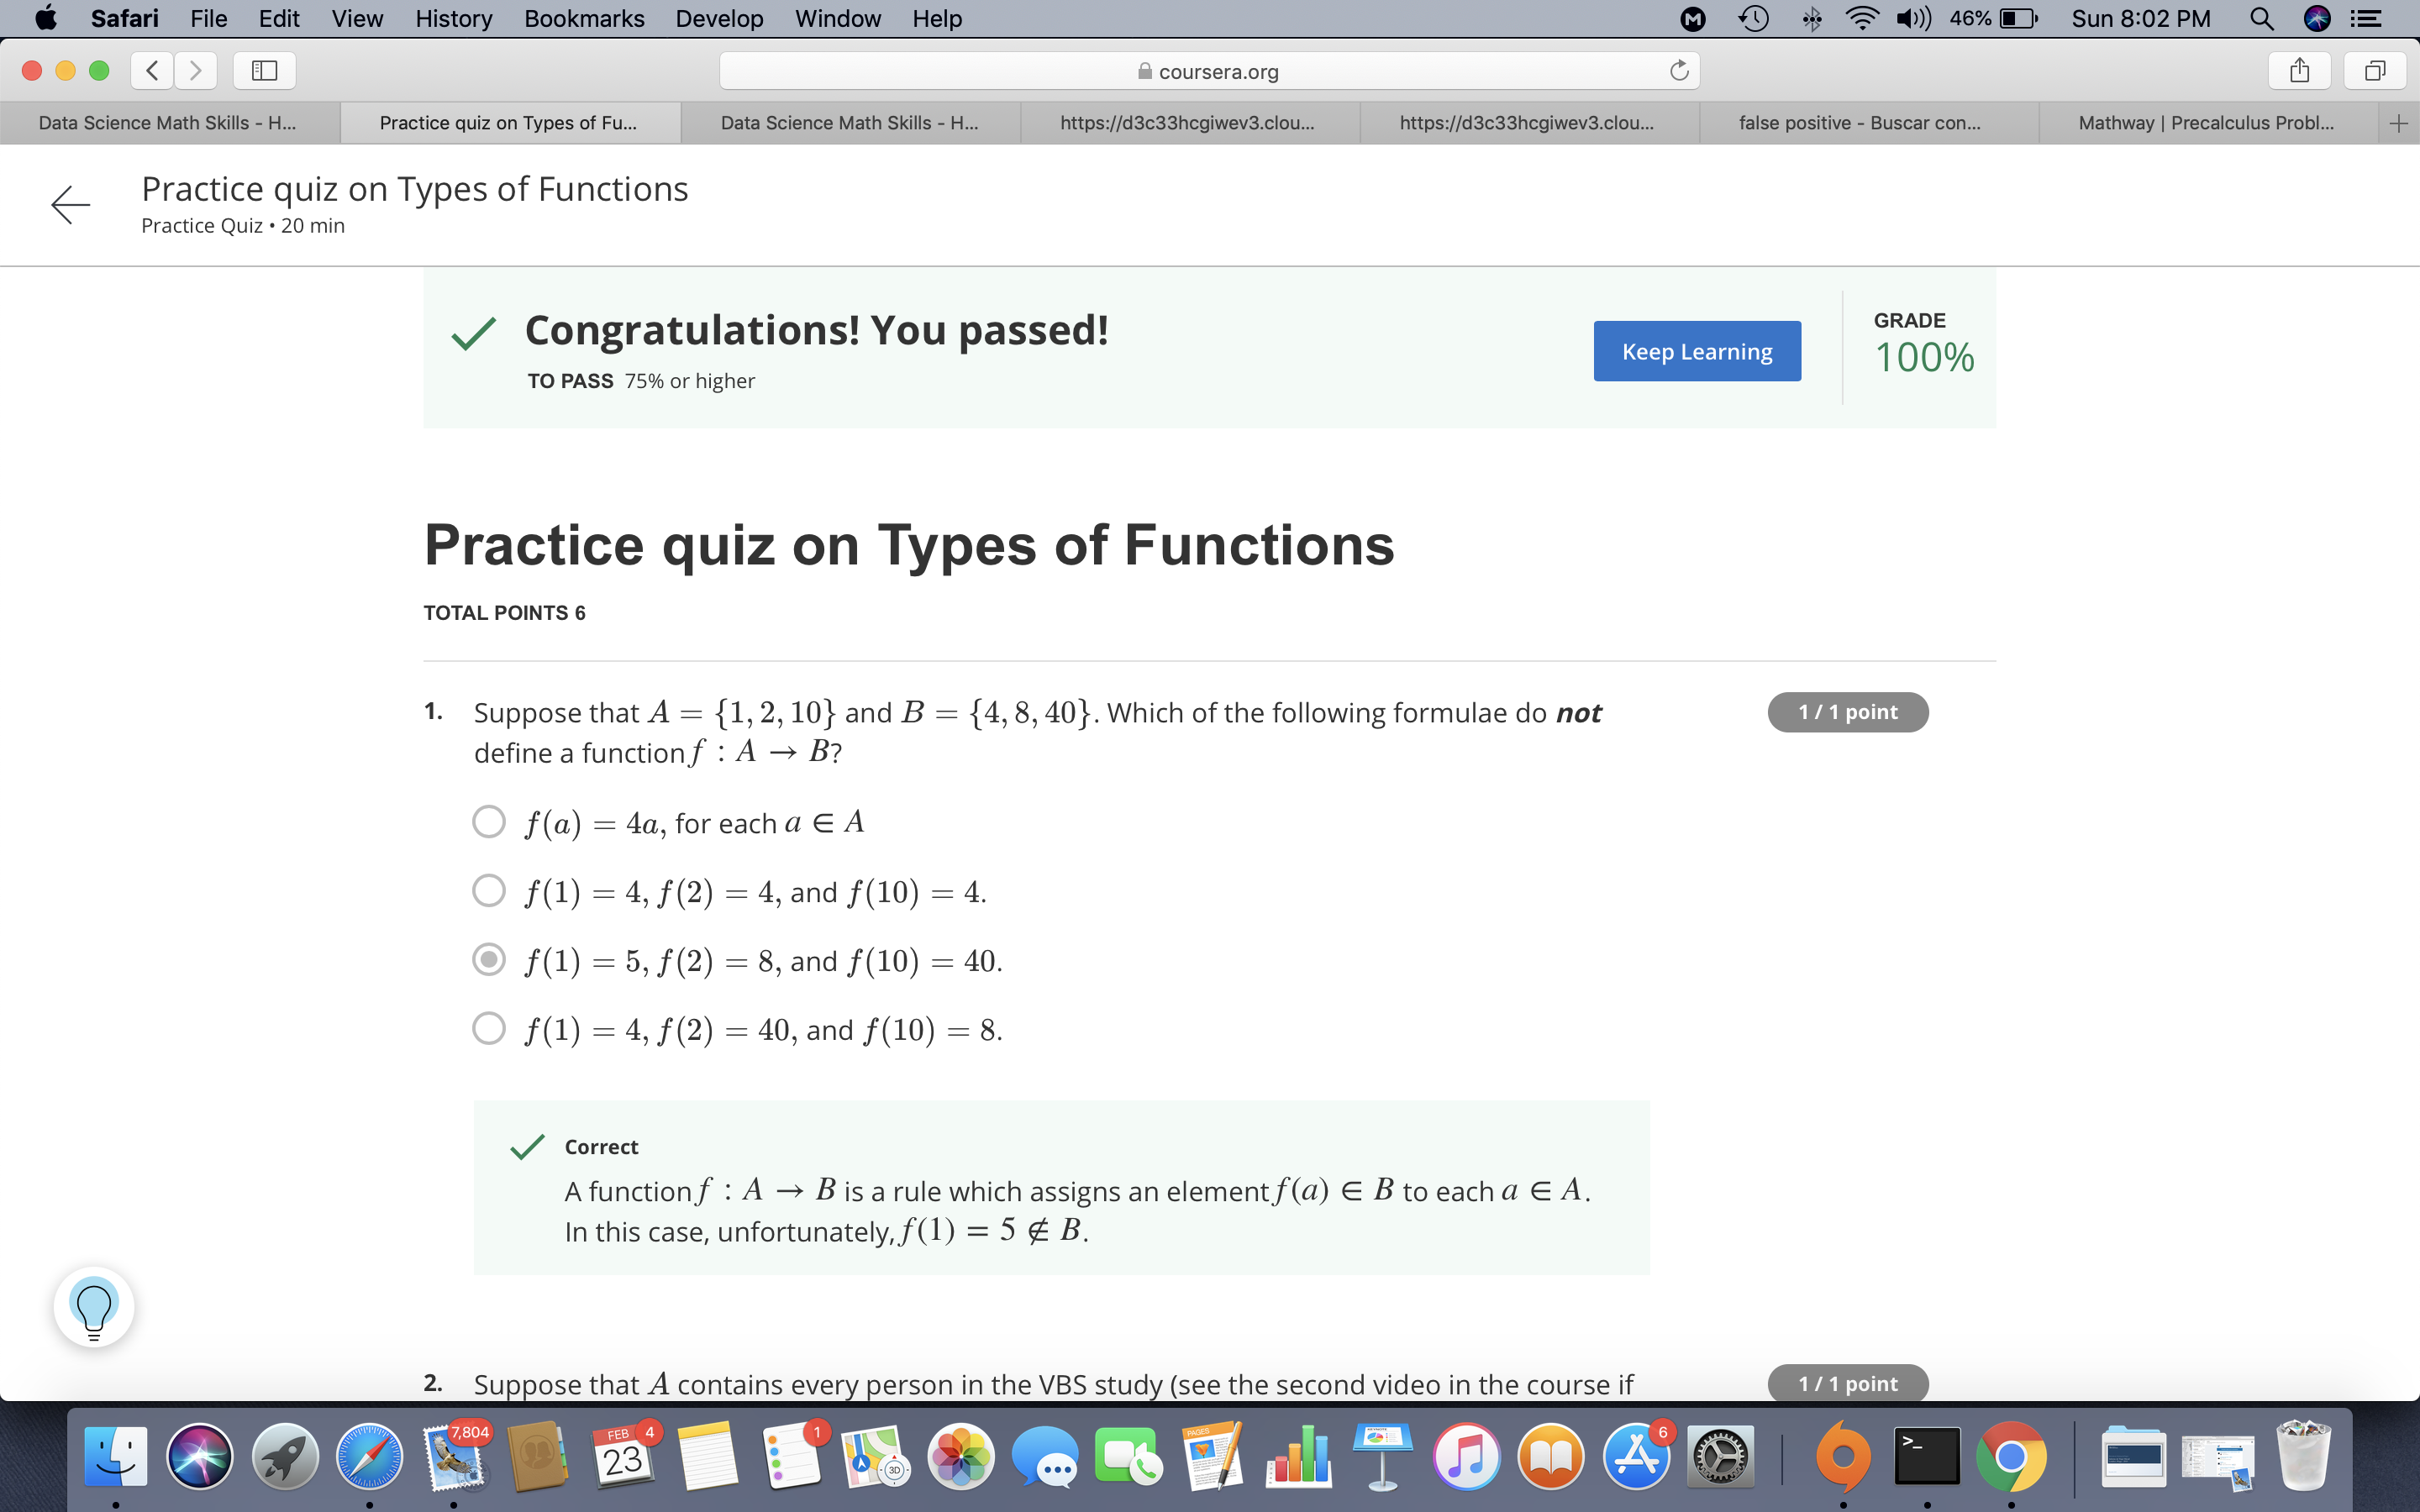 Safari File Edit View History Bookmarks Develop Window Help 46% Sun 8:02 PM
coursera.org
Data Science Math Skills - H... Practice quiz on Types of Fu... Data Science Math Skills - H... https://d3c33hcgiwev3.clou... https://d3c33hcgiwev3.clou... false positive - Buscar con... Mathway | Precalculus Probl...
Practice quiz on Types of Functions
Practice Quiz • 20 min
Congratulations! You passed!
TO PASS 75% or higher
Keep Learning
GRADE
100%
Practice quiz on Types of Functions
TOTAL POINTS 6
1. Suppose that A = {1, 2, 10} and B = {4, 8, 40}. Which of the following formulae do not 1 / 1 point
define a function f : A → B?
f(a) = 4a, for each a ∈ A
f(1) = 4, f(2) = 4, and f(10) = 4.
f(1) = 5, f(2) = 8, and f(10) = 40.
f(1) = 4, f(2) = 40, and f(10) = 8.
Correct
A function f : A → B is a rule which assigns an element f(a) ∈ B to each a ∈ A.
In this case, unfortunately, f(1) = 5 ∉ B.
2. Suppose that A contains every person in the VBS study (see the second video in the course if 1 / 1 point
7,804 FEB 23 4 1 3D PAGES 6 >_